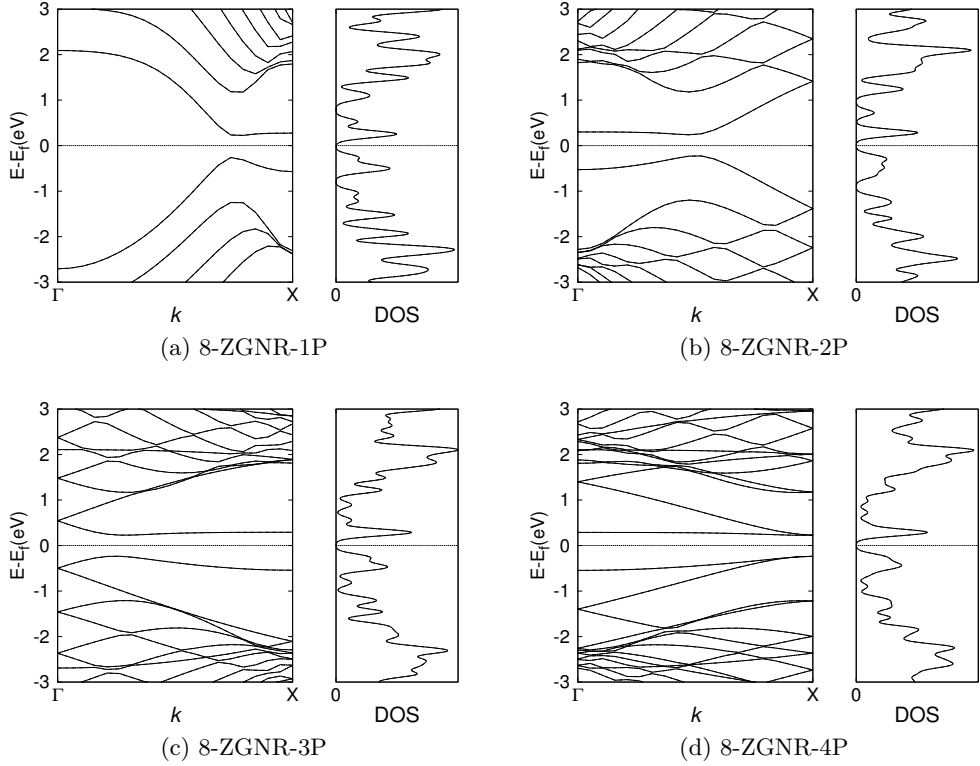 3
2
1
0
-1
-2
-3
E-E_f(eV)
Γ X
k
0
DOS
(a) 8-ZGNR-1P
3
2
1
0
-1
-2
-3
E-E_f(eV)
Γ X
k
0
DOS
(b) 8-ZGNR-2P
3
2
1
0
-1
-2
-3
E-E_f(eV)
Γ X
k
0
DOS
(c) 8-ZGNR-3P
3
2
1
0
-1
-2
-3
E-E_f(eV)
Γ X
k
0
DOS
(d) 8-ZGNR-4P